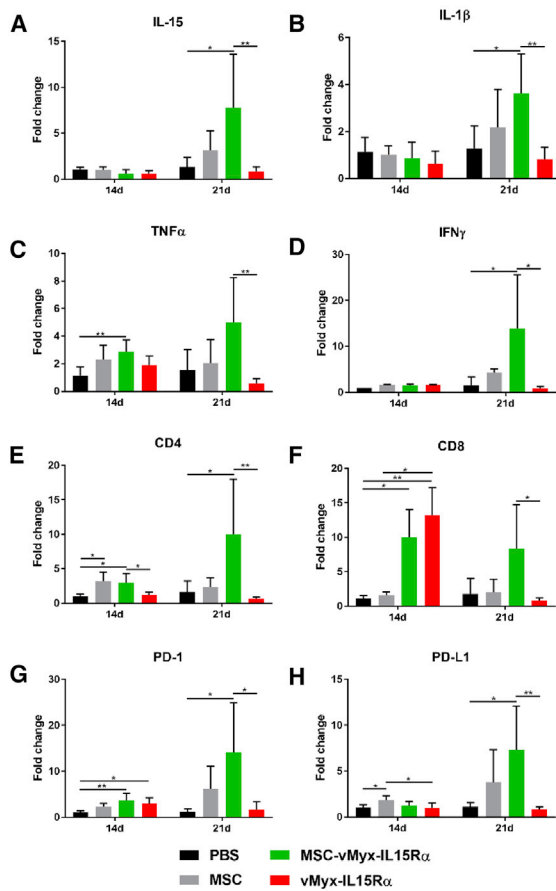 A
IL-15
Fold change
15
10
5
0
* **
14d 21d
B
IL-1β
Fold change
6
4
2
0
* **
14d 21d
C
TNFα
Fold change
10
8
6
4
2
0
** **
14d 21d
D
IFNγ
Fold change
30
20
10
0
* *
14d 21d
E
CD4
Fold change
20
15
10
5
0
* * * * **
14d 21d
F
CD8
Fold change
20
15
10
5
0
* ** * *
14d 21d
G
PD-1
Fold change
30
20
10
0
* ** * *
14d 21d
H
PD-L1
Fold change
15
10
5
0
* * * **
14d 21d
PBS MSC-vMyx-IL15Rα
MSC vMyx-IL15Rα